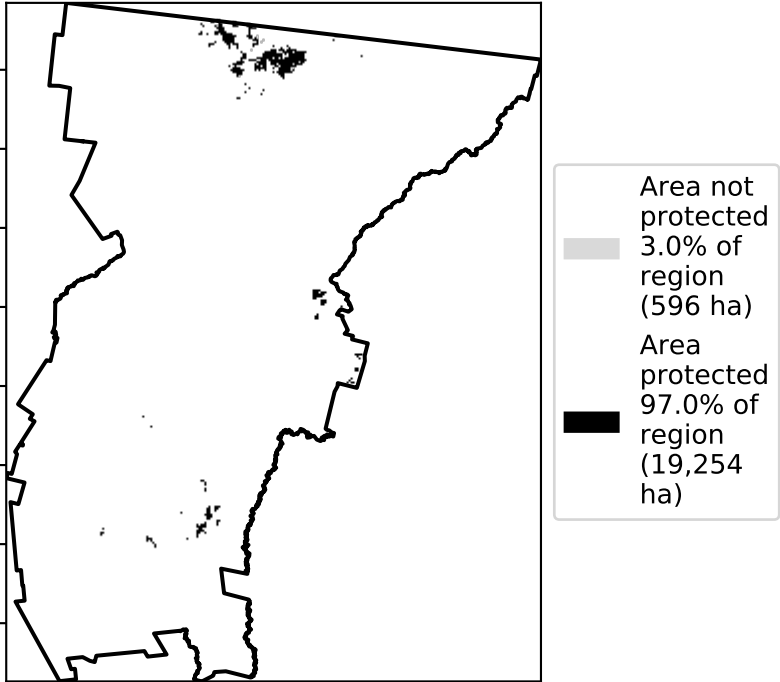 Area not
protected
3.0% of
region
(596 ha)
Area
protected
97.0% of
region
(19,254
ha)